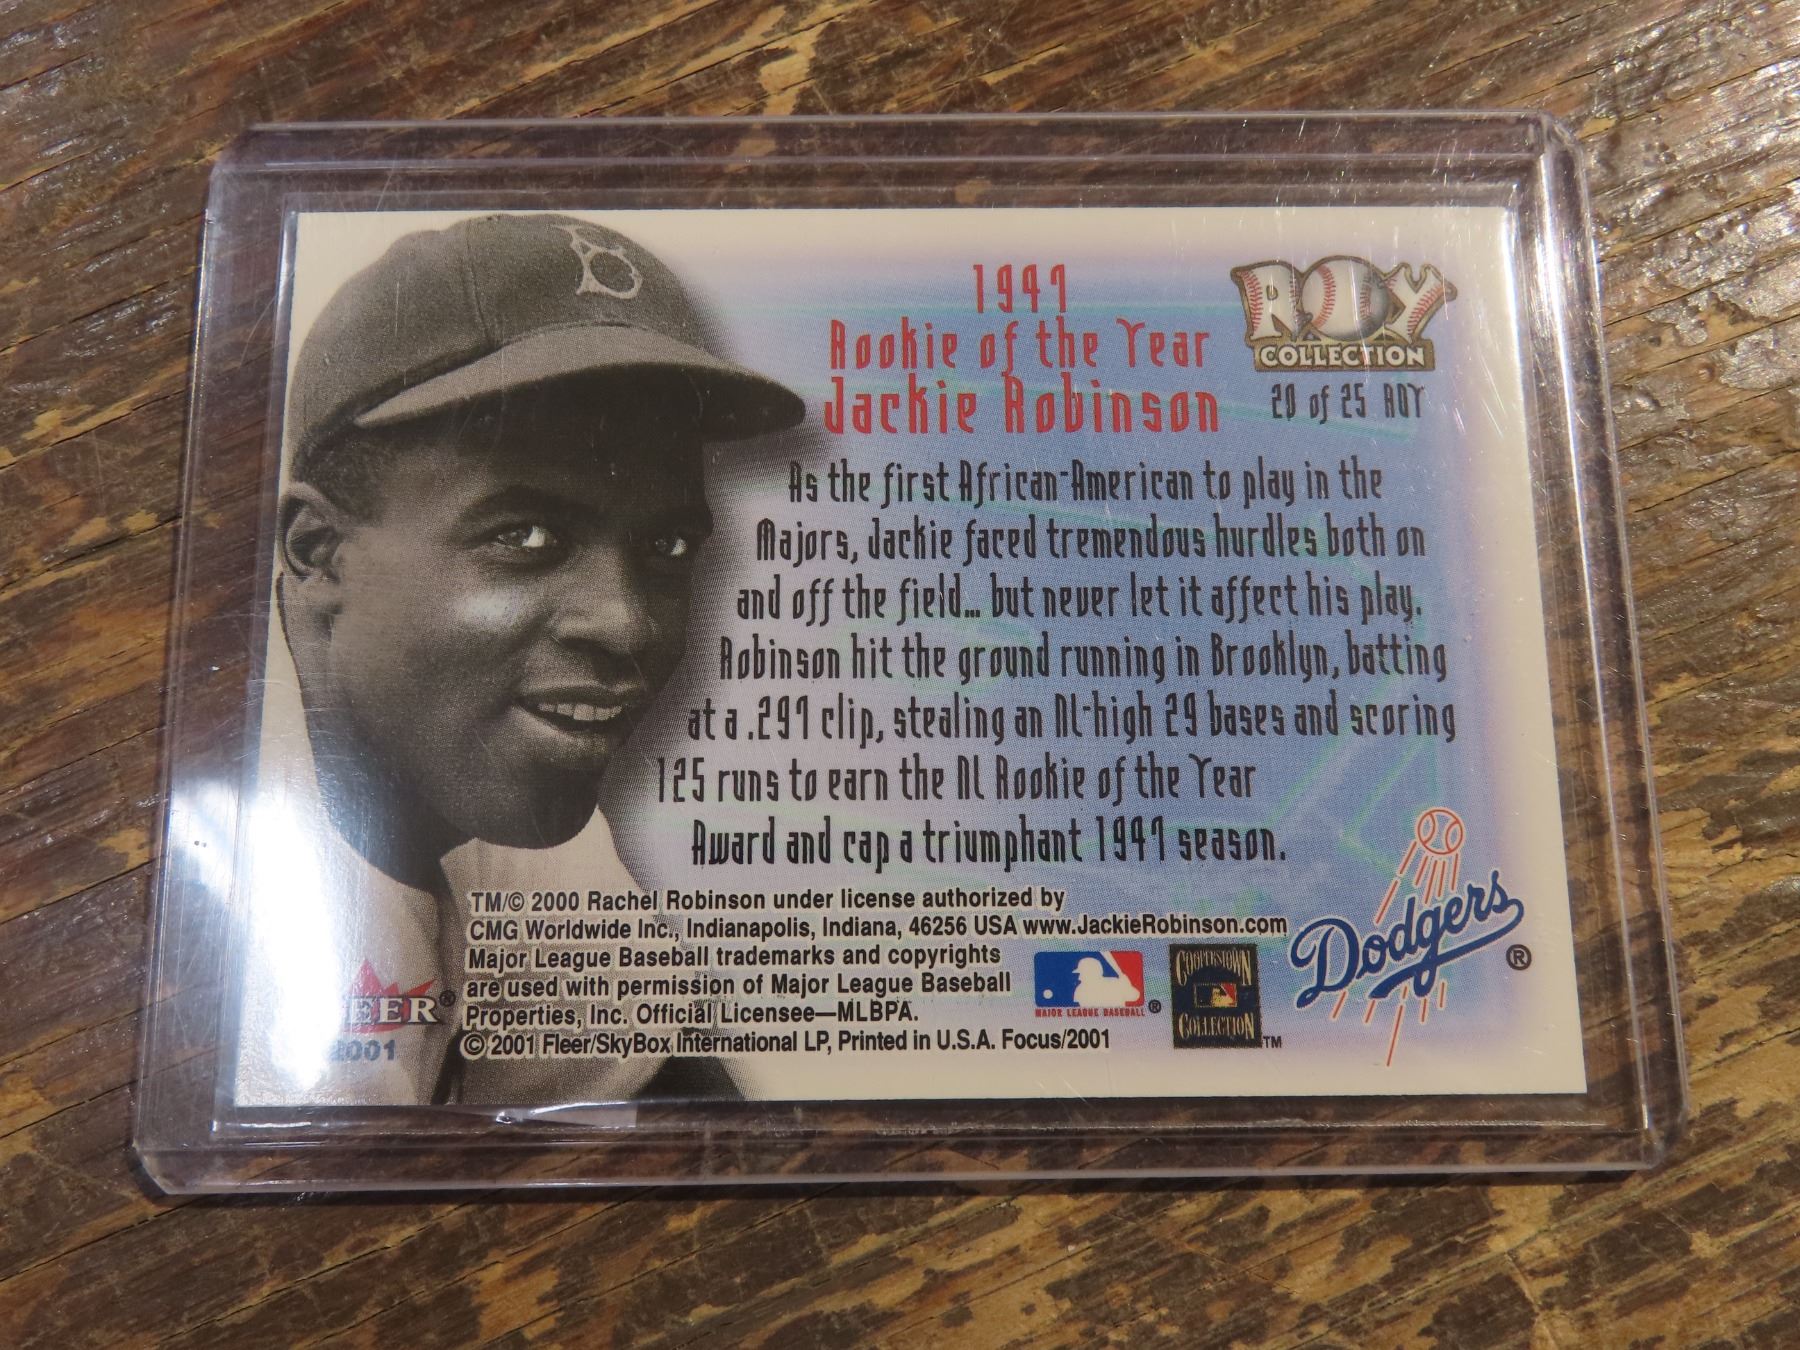 B
1947
Rookie of the Year
Jackie Robinson
ROY
COLLECTION
20 of 25 ROY
As the first African-American to play in the
Majors, Jackie faced tremendous hurdles both on
and off the field... but never let it affect his play.
Robinson hit the ground running in Brooklyn, batting
at a .297 clip, stealing an NL-high 29 bases and scoring
125 runs to earn the NL Rookie of the Year
Award and cap a triumphant 1947 season.
TM/© 2000 Rachel Robinson under license authorized by
CMG Worldwide Inc., Indianapolis, Indiana, 46256 USA www.JackieRobinson.com
Major League Baseball trademarks and copyrights
are used with permission of Major League Baseball
Properties, Inc. Official Licensee—MLBPA.
© 2001 Fleer/SkyBox International LP, Printed in U.S.A. Focus/2001
FLEER®
2001
MAJOR LEAGUE BASEBALL®
COOPERSTOWN
COLLECTION™
Dodgers®